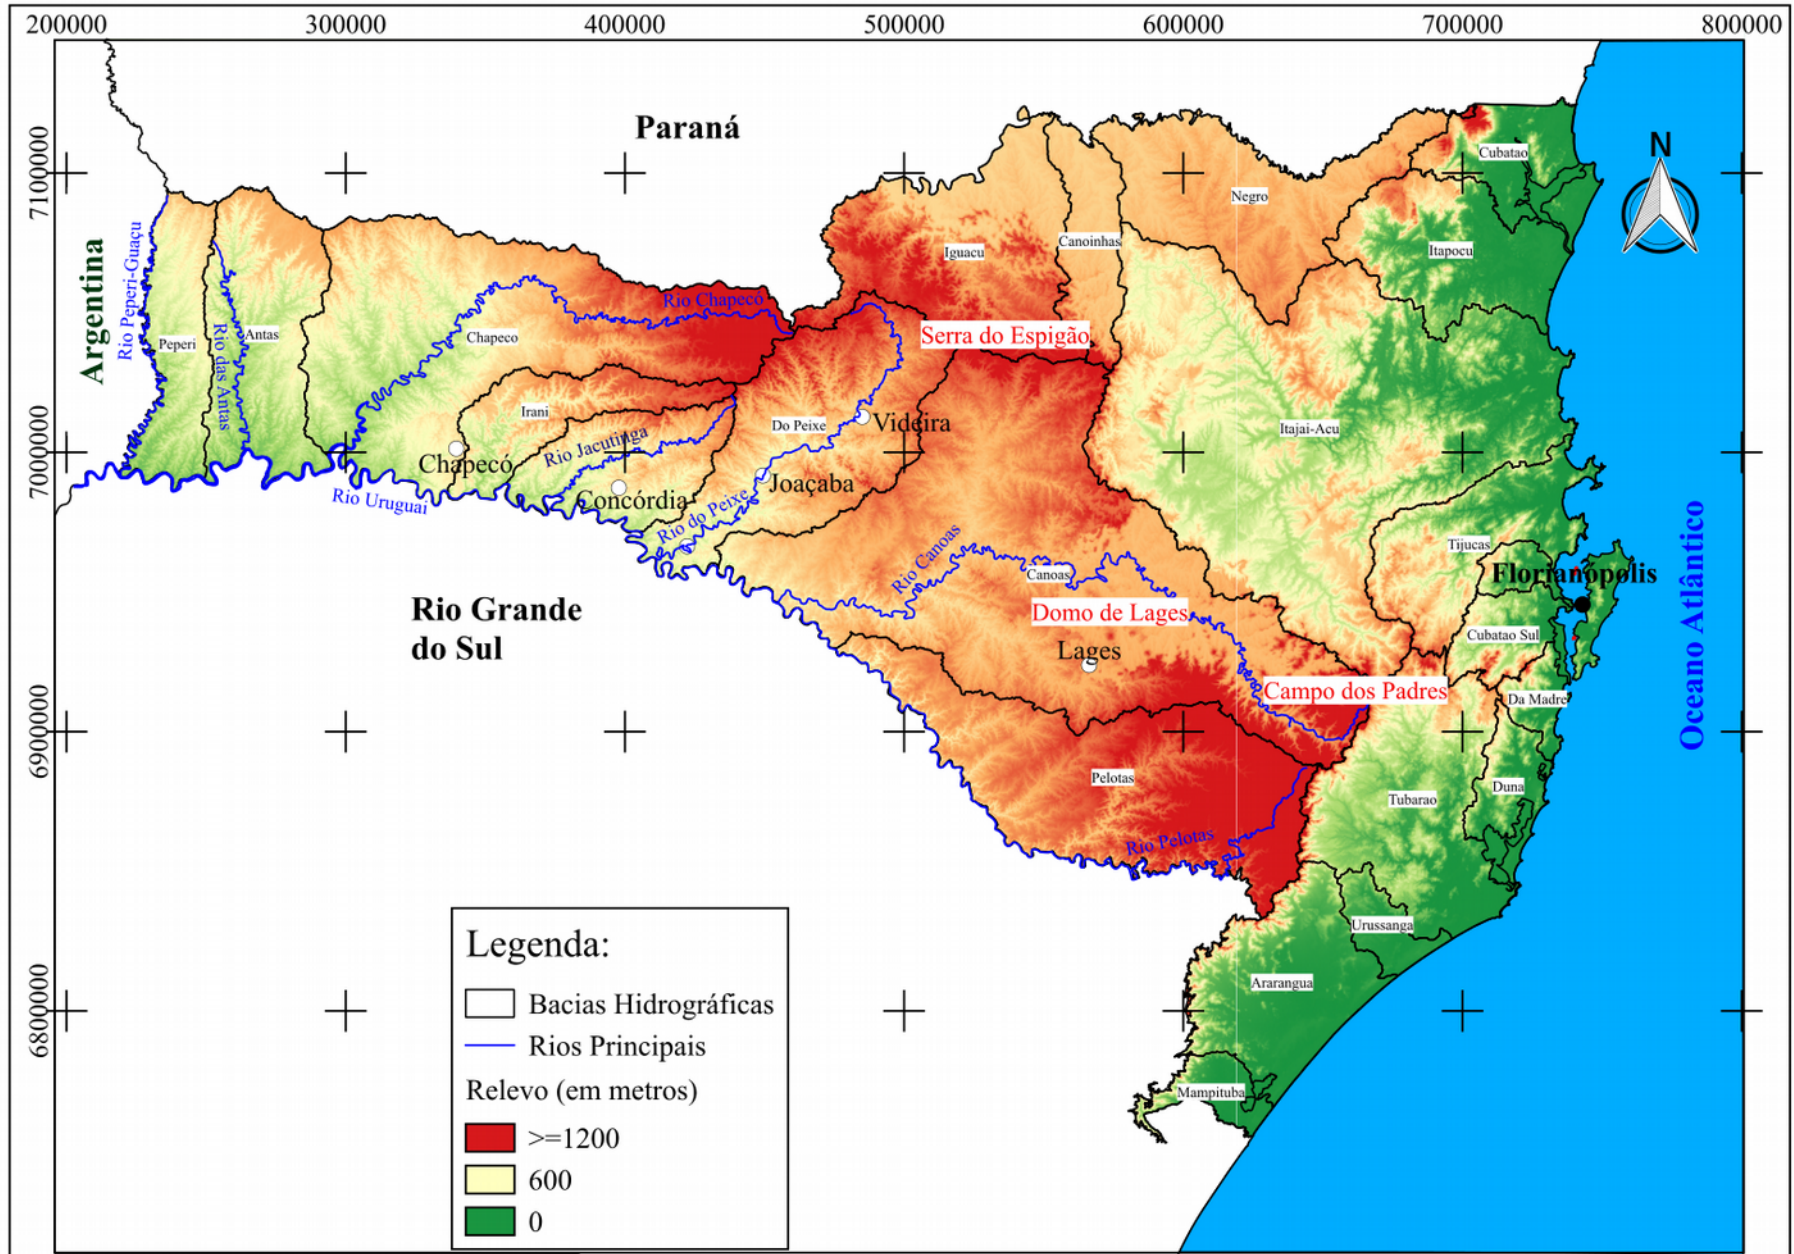 200000 300000 400000 500000 600000 700000 800000
7100000
7000000
6900000
6800000
Paraná
N
Cubatao
Negro
Canoinhas
Iguacu
Itapocu
Argentina
Rio Peperi-Guaçu
Peperi
Rio das Antas
Antas
Chapeco
Rio Chapecó
Serra do Espigão
Irani
Rio Jacutinga
Do Peixe
Videira
Itajai-Acu
Chapecó
Joaçaba
Rio Uruguai
Concórdia
Rio do Peixe
Rio Canoas
Canoas
Tijucas
Florianópolis
Oceano Atlântico
Rio Grande
do Sul
Domo de Lages
Lages
Cubatao Sul
Campo dos Padres
Da Madre
Pelotas
Duna
Tubarao
Rio Pelotas
Urussanga
Ararangua
Mampituba
Legenda:
Bacias Hidrográficas
Rios Principais
Relevo (em metros)
>=1200
600
0